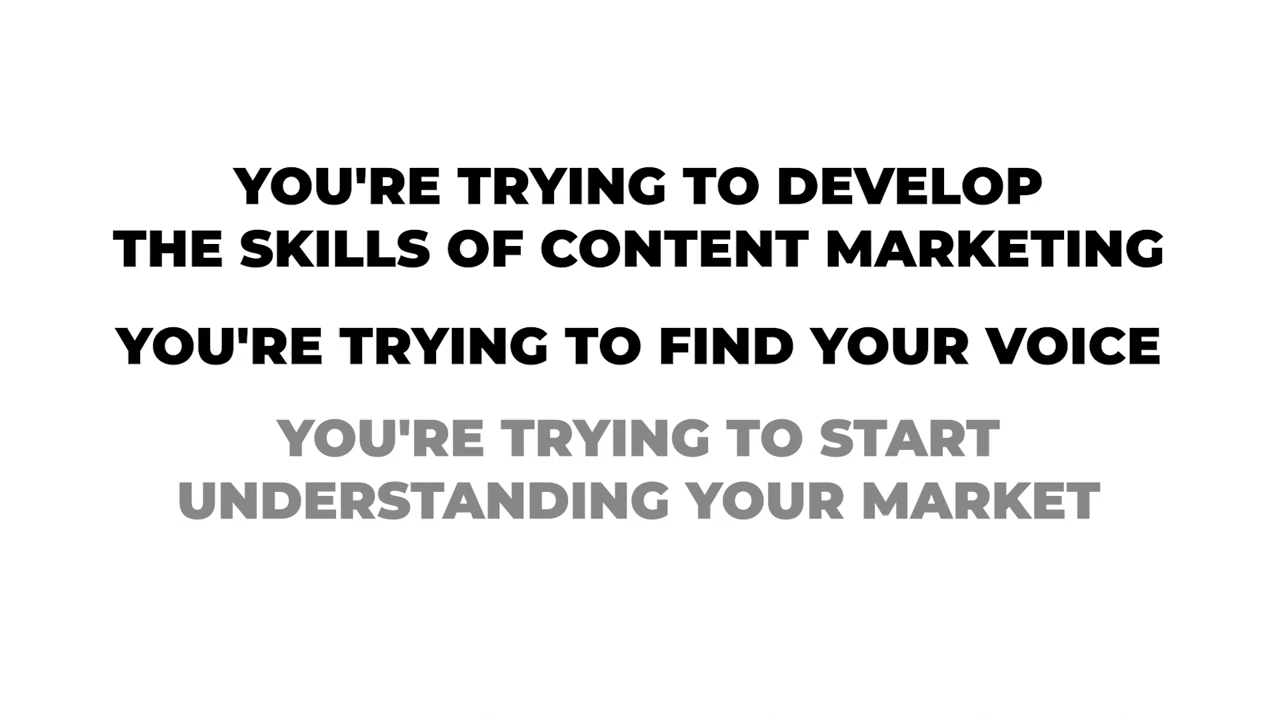 YOU'RE TRYING TO DEVELOP
THE SKILLS OF CONTENT MARKETING
YOU'RE TRYING TO FIND YOUR VOICE
YOU'RE TRYING TO START
UNDERSTANDING YOUR MARKET